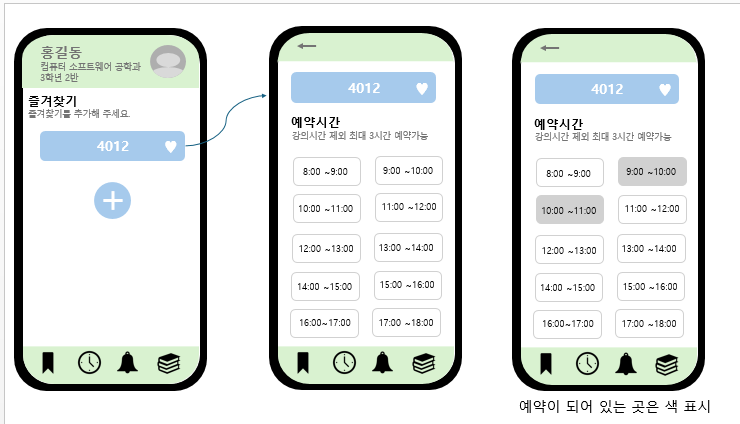 홍길동
컴퓨터 소프트웨어 공학과
3학년 2반
즐겨찾기
즐겨찾기를 추가해 주세요.
4012
4012
예약시간
강의시간 제외 최대 3시간 예약가능
8:00 ~9:00 9:00 ~10:00
10:00 ~11:00 11:00 ~12:00
12:00 ~13:00 13:00 ~14:00
14:00 ~15:00 15:00 ~16:00
16:00~17:00 17:00 ~18:00
4012
예약시간
강의시간 제외 최대 3시간 예약가능
8:00 ~9:00 9:00 ~10:00
10:00 ~11:00 11:00 ~12:00
12:00 ~13:00 13:00 ~14:00
14:00 ~15:00 15:00 ~16:00
16:00~17:00 17:00 ~18:00
예약이 되어 있는 곳은 색 표시